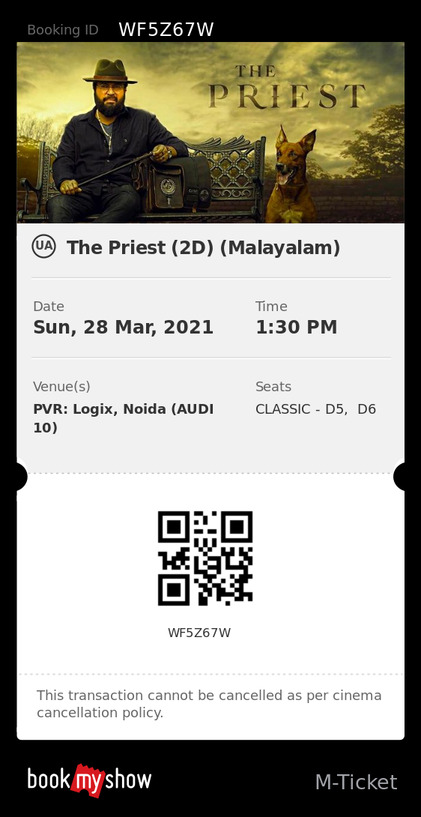 Booking ID WF5Z67W
THE
PRIEST
UA The Priest (2D) (Malayalam)
Date Time
Sun, 28 Mar, 2021 1:30 PM
Venue(s) Seats
PVR: Logix, Noida (AUDI CLASSIC - D5, D6
10)
WF5Z67W
This transaction cannot be cancelled as per cinema
cancellation policy.
bookmyshow M-Ticket